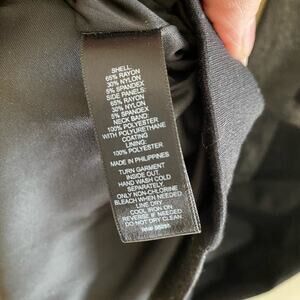 SHELL:
65% RAYON
30% NYLON
5% SPANDEX
SIDE PANELS:
65% RAYON
30% NYLON
5% SPANDEX
NECK BAND:
100% POLYESTER
WITH POLYURETHANE
COATING
LINING:
100% POLYESTER
MADE IN PHILIPPINES
TURN GARMENT
INSIDE OUT.
HAND WASH COLD
SEPARATELY.
ONLY NON-CHLORINE
BLEACH WHEN NEEDED
LINE DRY.
COOL IRON ON
REVERSE IF NEEDED
DO NOT DRY CLEAN